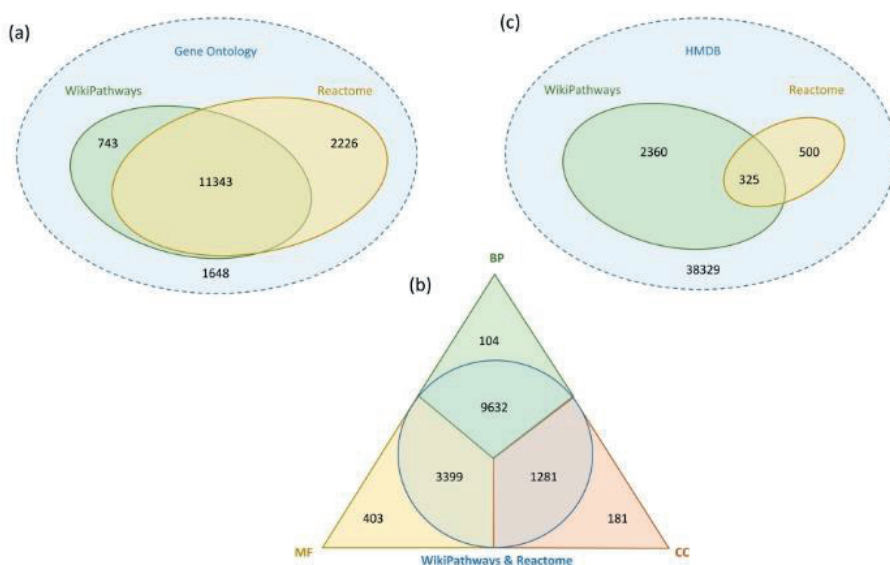 (a)
Gene Ontology
WikiPathways
Reactome
743
2226
11343
1648
(c)
HMDB
WikiPathways
Reactome
2360
500
325
38329
(b)
BP
104
9632
3399
1281
403
181
MF
WikiPathways & Reactome
CC